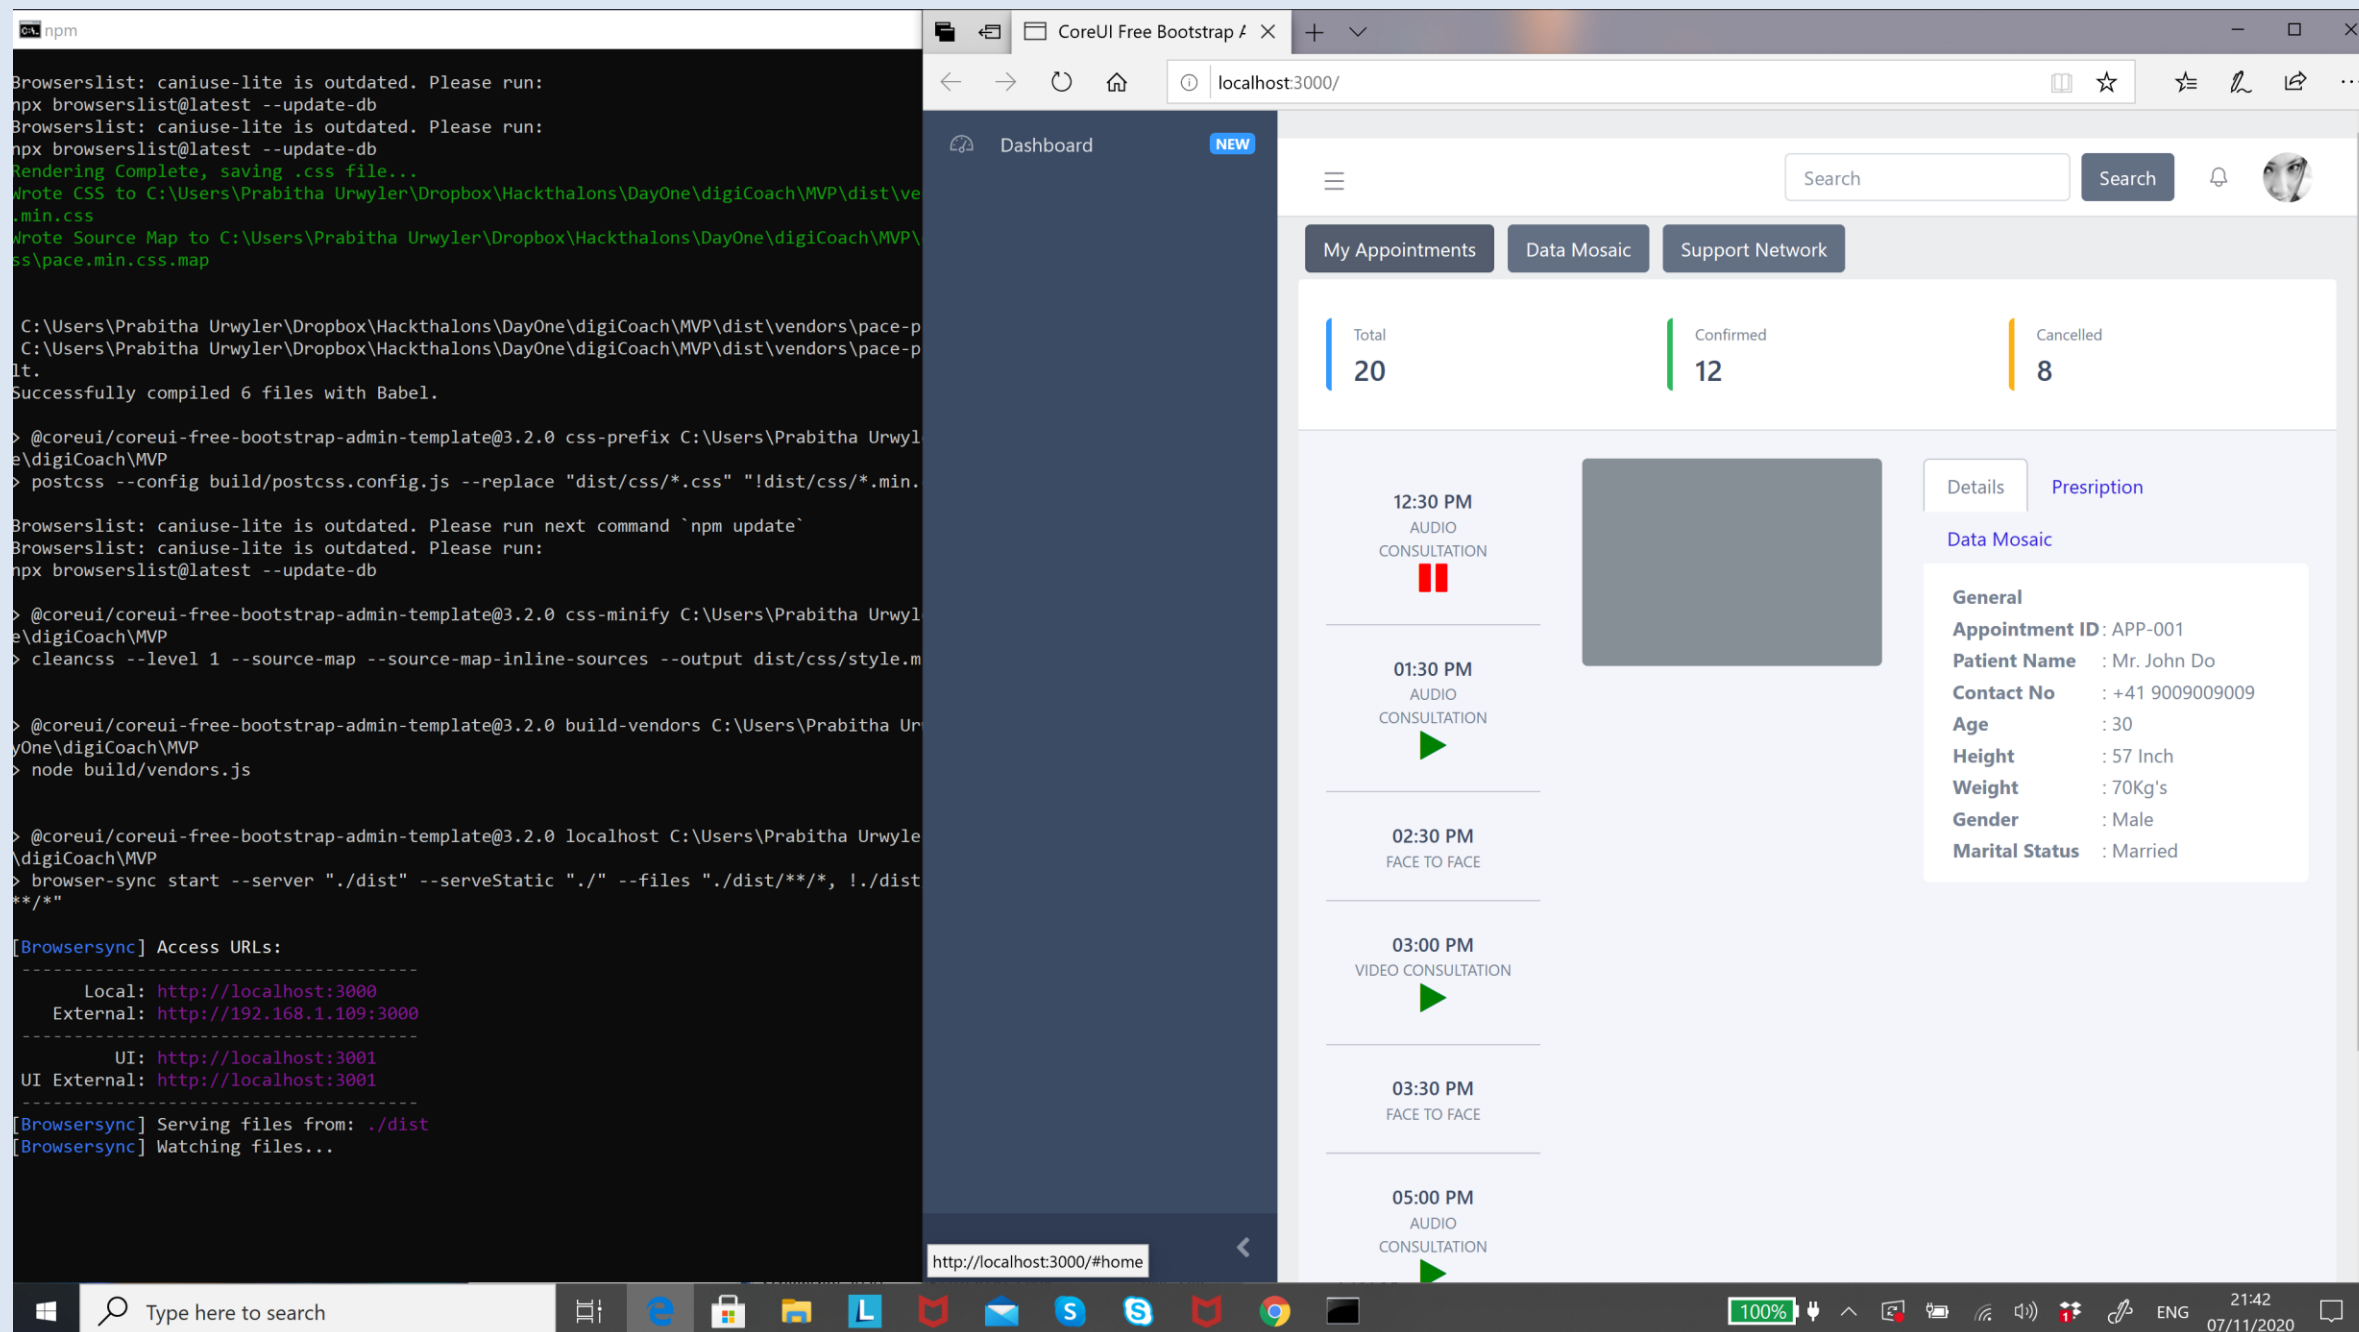 npm
Browserslist: caniuse-lite is outdated. Please run:
npx browserslist@latest --update-db
Browserslist: caniuse-lite is outdated. Please run:
npx browserslist@latest --update-db
Rendering Complete, saving .css file...
Wrote CSS to C:\Users\Prabitha Urwyler\Dropbox\Hackthalons\DayOne\digiCoach\MVP\dist\ve
.min.css
Wrote Source Map to C:\Users\Prabitha Urwyler\Dropbox\Hackthalons\DayOne\digiCoach\MVP\
ss\pace.min.css.map
C:\Users\Prabitha Urwyler\Dropbox\Hackthalons\DayOne\digiCoach\MVP\dist\vendors\pace-p
C:\Users\Prabitha Urwyler\Dropbox\Hackthalons\DayOne\digiCoach\MVP\dist\vendors\pace-p
lt.
Successfully compiled 6 files with Babel.
> @coreui/coreui-free-bootstrap-admin-template@3.2.0 css-prefix C:\Users\Prabitha Urwyl
e\digiCoach\MVP
> postcss --config build/postcss.config.js --replace "dist/css/*.css" "!dist/css/*.min.
Browserslist: caniuse-lite is outdated. Please run next command `npm update`
Browserslist: caniuse-lite is outdated. Please run:
npx browserslist@latest --update-db
> @coreui/coreui-free-bootstrap-admin-template@3.2.0 css-minify C:\Users\Prabitha Urwyl
e\digiCoach\MVP
> cleancss --level 1 --source-map --source-map-inline-sources --output dist/css/style.m
> @coreui/coreui-free-bootstrap-admin-template@3.2.0 build-vendors C:\Users\Prabitha Ur
yOne\digiCoach\MVP
> node build/vendors.js
> @coreui/coreui-free-bootstrap-admin-template@3.2.0 localhost C:\Users\Prabitha Urwyle
\digiCoach\MVP
> browser-sync start --server "./dist" --serveStatic "./" --files "./dist/**/*, !./dist
**/*"
[Browsersync] Access URLs:
---------------------------------------
Local: http://localhost:3000
External: http://192.168.1.109:3000
---------------------------------------
UI: http://localhost:3001
UI External: http://localhost:3001
---------------------------------------
[Browsersync] Serving files from: ./dist
[Browsersync] Watching files...
CoreUI Free Bootstrap A
localhost:3000/
Dashboard
NEW
Search
Search
My Appointments
Data Mosaic
Support Network
Total
20
Confirmed
12
Cancelled
8
12:30 PM
AUDIO
CONSULTATION
01:30 PM
AUDIO
CONSULTATION
02:30 PM
FACE TO FACE
03:00 PM
VIDEO CONSULTATION
03:30 PM
FACE TO FACE
05:00 PM
AUDIO
CONSULTATION
Details
Presription
Data Mosaic
General
Appointment ID : APP-001
Patient Name : Mr. John Do
Contact No : +41 9009009009
Age : 30
Height : 57 Inch
Weight : 70Kg's
Gender : Male
Marital Status : Married
http://localhost:3000/#home
Type here to search
100%
ENG
21:42
07/11/2020